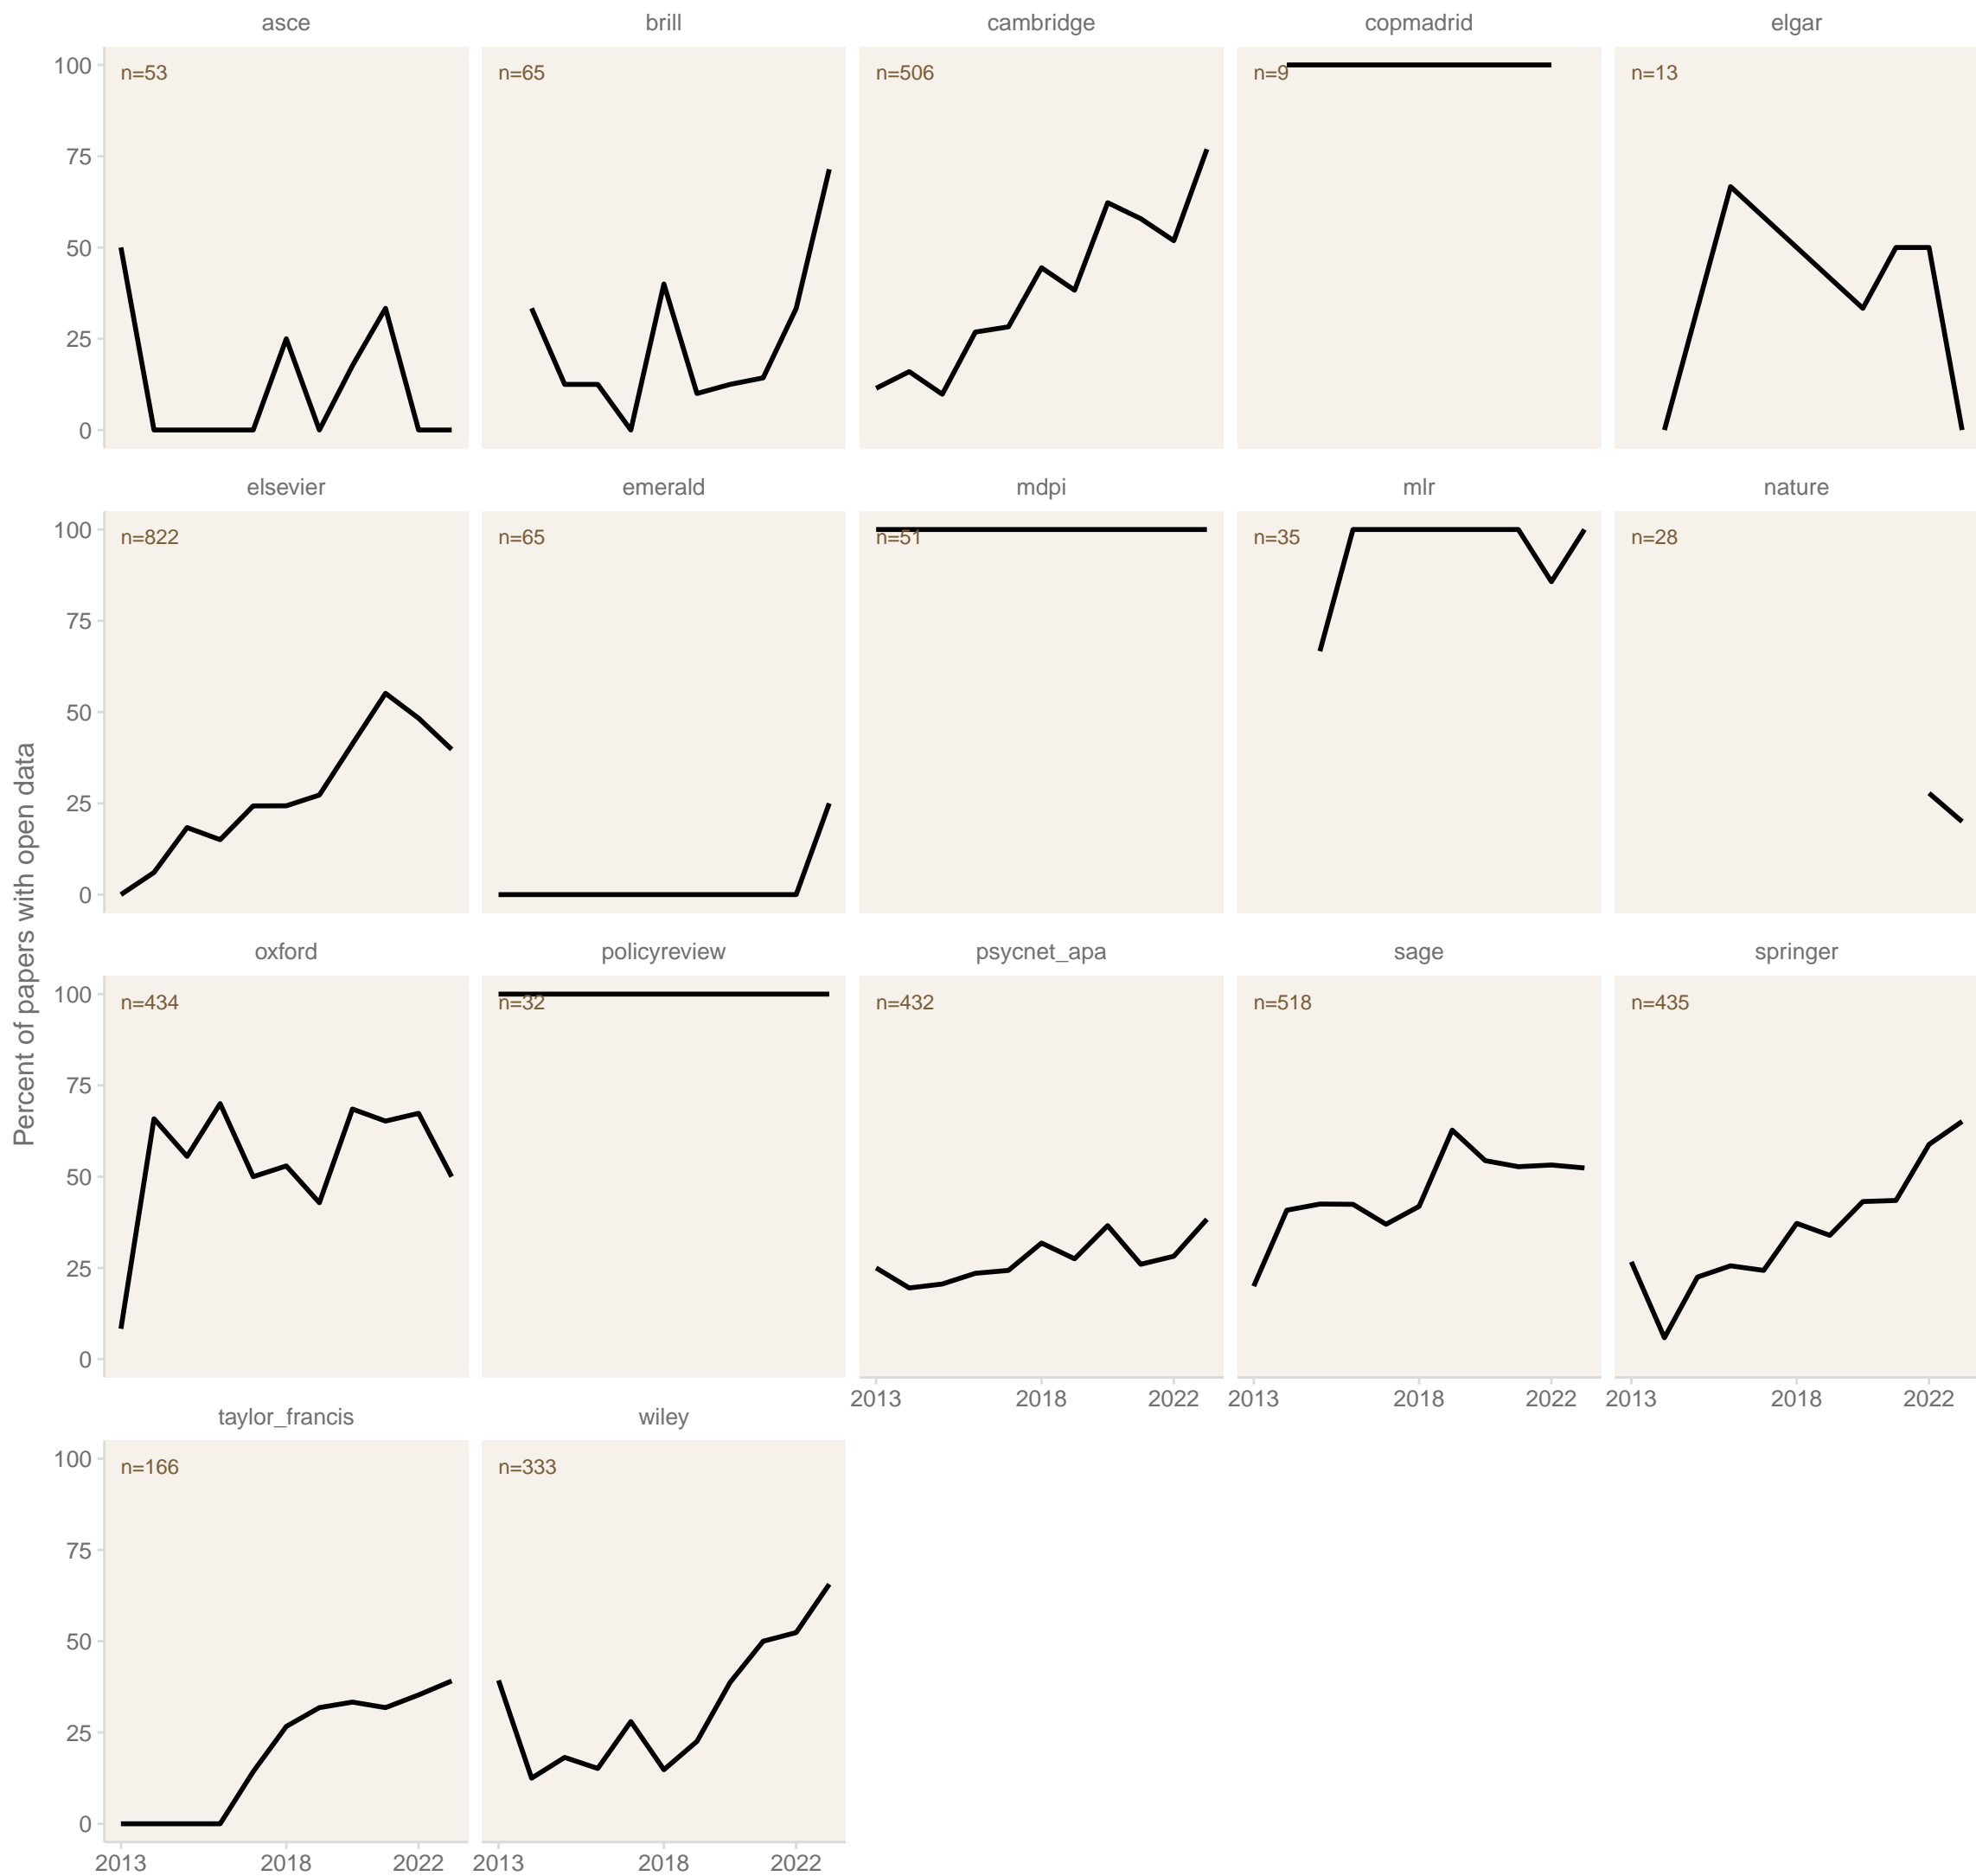 asce brill cambridge copmadrid elgar
n=53 n=65 n=506 n=9 n=13
100
75
50
25
0
elsevier emerald mdpi mlr nature
n=822 n=65 n=51 n=35 n=28
100
75
50
25
0
Percent of papers with open data
oxford policyreview psycnet_apa sage springer
n=434 n=32 n=432 n=518 n=435
100
75
50
25
0
2013 2018 2022 2013 2018 2022 2013 2018 2022
taylor_francis wiley
n=166 n=333
100
75
50
25
0
2013 2018 2022 2013 2018 2022